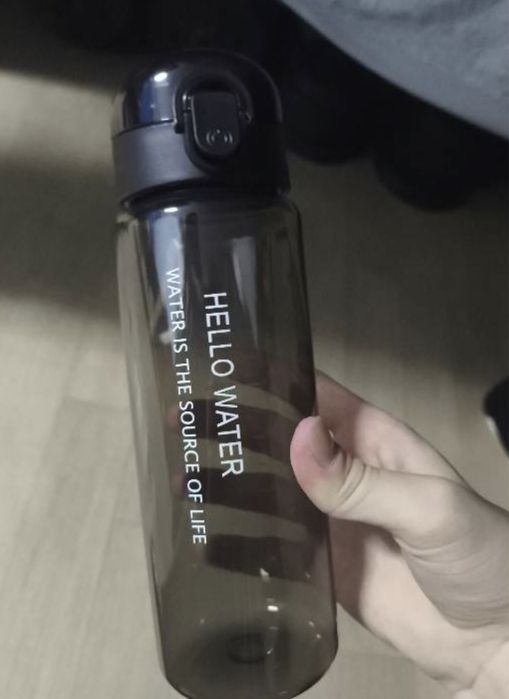 HELLO WATER
WATER IS THE SOURCE OF LIFE